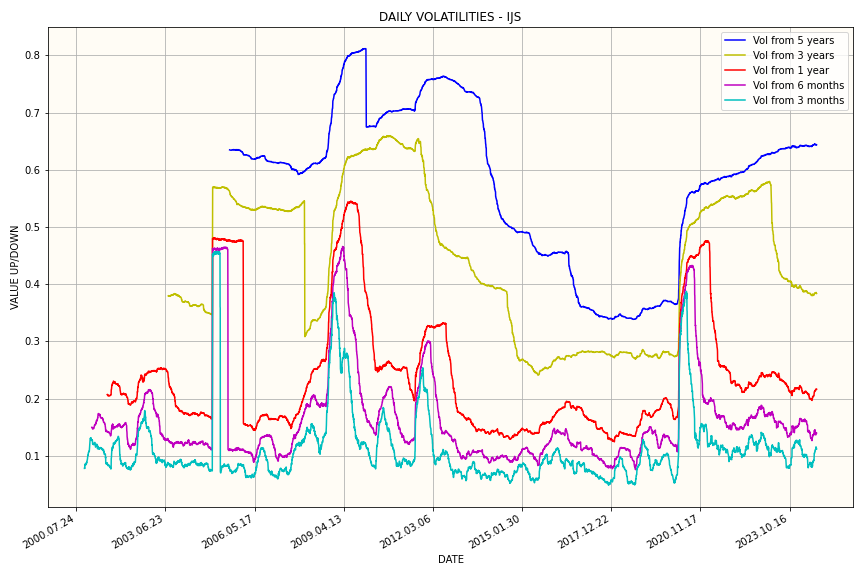 DAILY VOLATILITIES - IJS
Vol from 5 years
Vol from 3 years
Vol from 1 year
Vol from 6 months
Vol from 3 months
VALUE UP/DOWN
0.8
0.7
0.6
0.5
0.4
0.3
0.2
0.1
2000.07.24
2003.06.23
2006.05.17
2009.04.13
2012.03.06
2015.01.30
2017.12.22
2020.11.17
2023.10.16
DATE